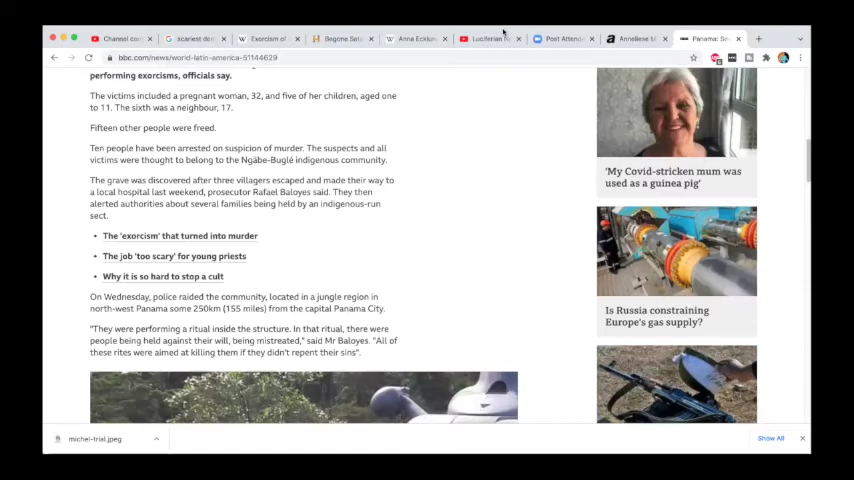 Channel con
scariest dem
Exorcism of
Begone Sata
Anna Ecklun
Luciferian
Post Attende
Anneliese M
Panama: Sev
bbc.com/news/world-latin-america-51144629
performing exorcisms, officials say.
The victims included a pregnant woman, 32, and five of her children, aged one
to 11. The sixth was a neighbour, 17.
Fifteen other people were freed.
Ten people have been arrested on suspicion of murder. The suspects and all
victims were thought to belong to the Ngäbe-Buglé indigenous community.
The grave was discovered after three villagers escaped and made their way to
a local hospital last weekend, prosecutor Rafael Baloyes said. They then
alerted authorities about several families being held by an indigenous-run
sect.
• The 'exorcism' that turned into murder
• The job 'too scary' for young priests
• Why it is so hard to stop a cult
On Wednesday, police raided the community, located in a jungle region in
north-west Panama some 250km (155 miles) from the capital Panama City.
"They were performing a ritual inside the structure. In that ritual, there were
people being held against their will, being mistreated," said Mr Baloyes. "All of
these rites were aimed at killing them if they didn't repent their sins".
'My Covid-stricken mum was
used as a guinea pig'
Is Russia constraining
Europe's gas supply?
michel-trial.jpeg
Show All